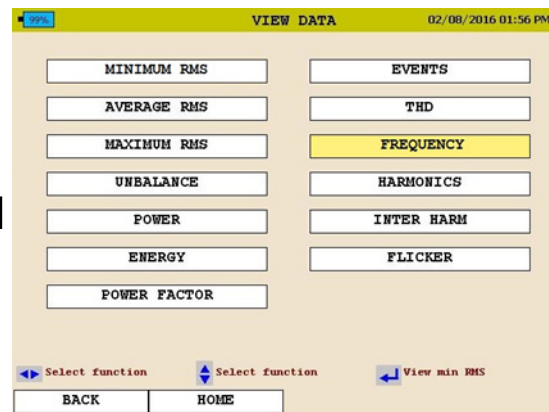 99% VIEW DATA 02/08/2016 01:56 PM
MINIMUM RMS EVENTS
AVERAGE RMS THD
MAXIMUM RMS FREQUENCY
UNBALANCE HARMONICS
POWER INTER HARM
ENERGY FLICKER
POWER FACTOR
Select function Select function View min RMS
BACK HOME